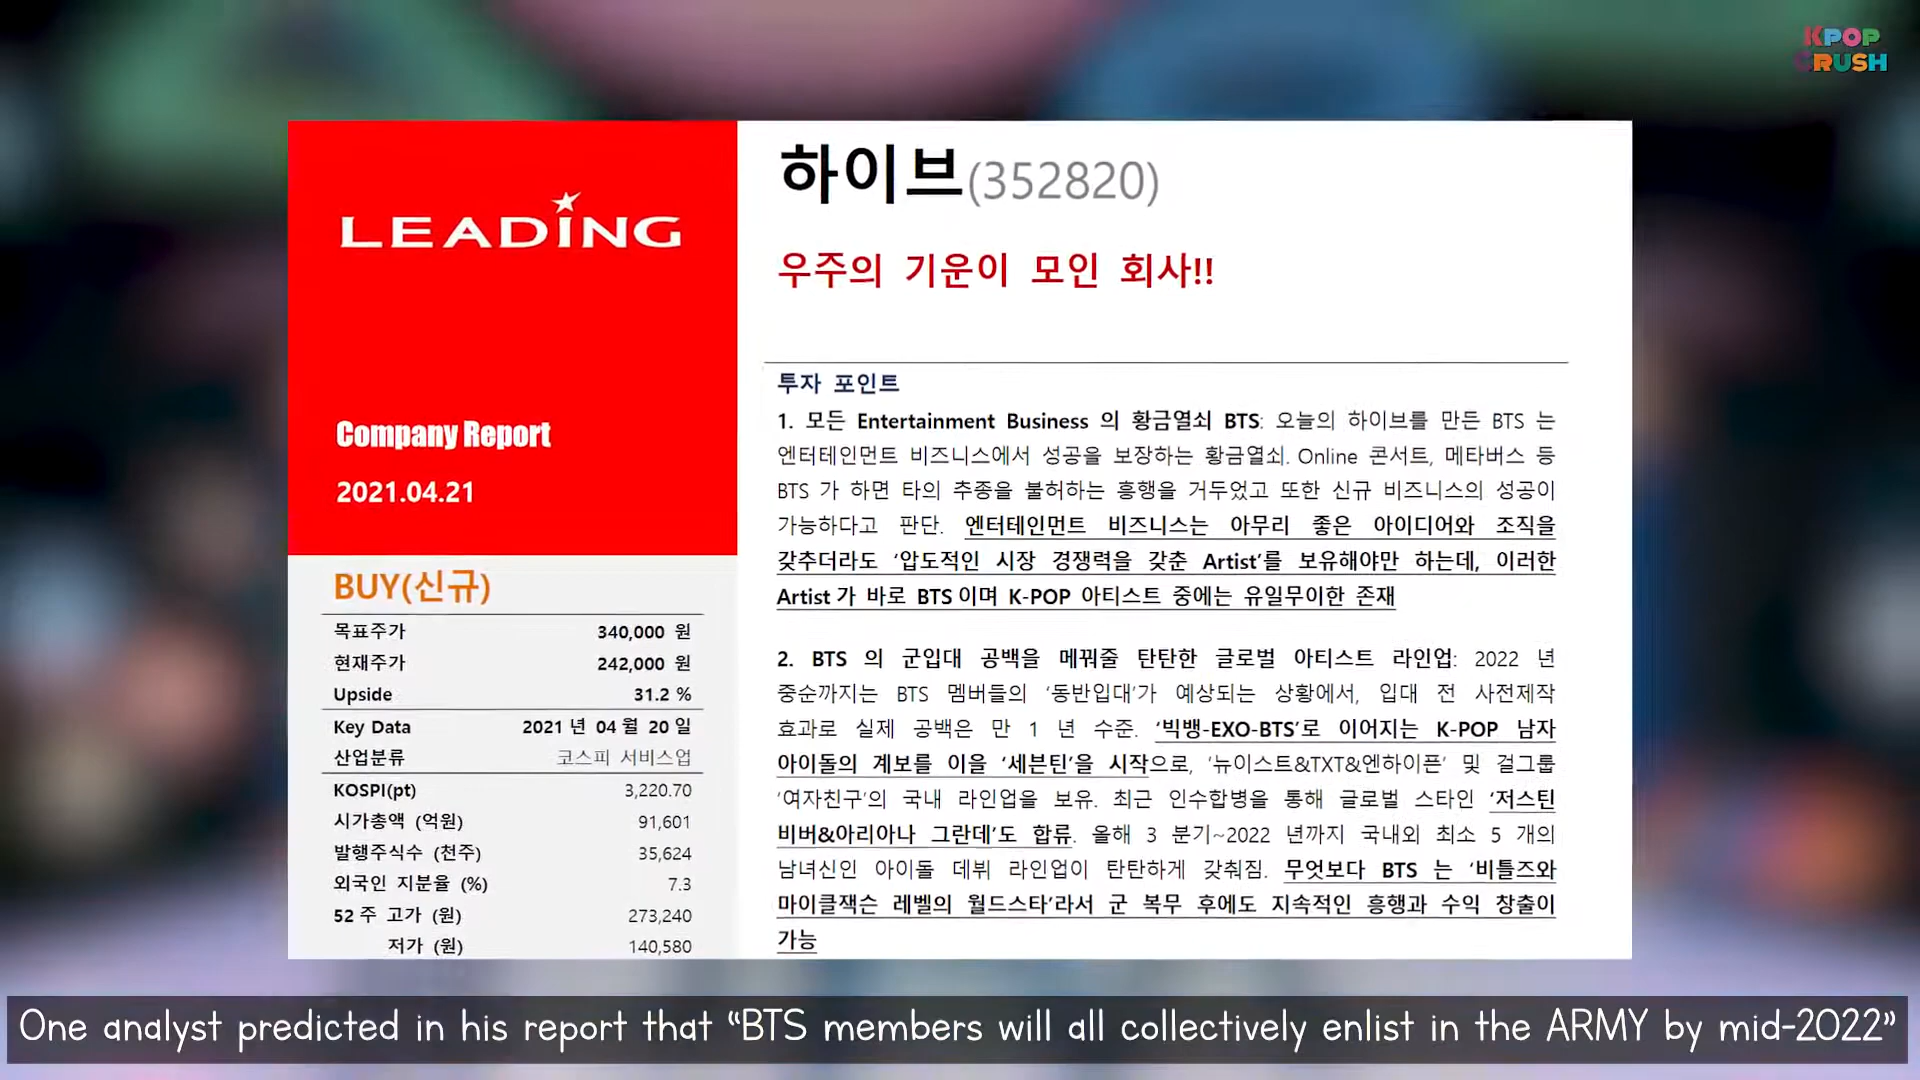 KPOP
CRUSH
LEADING
Company Report
2021.04.21
BUY(신규)
목표주가 340,000 원
현재주가 242,000 원
Upside 31.2 %
Key Data 2021 년 04 월 20 일
산업분류 코스피 서비스업
KOSPI(pt) 3,220.70
시가총액 (억원) 91,601
발행주식수 (천주) 35,624
외국인 지분율 (%) 7.3
52 주 고가 (원) 273,240
저가 (원) 140,580
하이브(352820)
우주의 기운이 모인 회사!!
투자 포인트
1. 모든 Entertainment Business 의 황금열쇠 BTS: 오늘의 하이브를 만든 BTS 는
엔터테인먼트 비즈니스에서 성공을 보장하는 황금열쇠. Online 콘서트, 메타버스 등
BTS 가 하면 타의 추종을 불허하는 흥행을 거두었고 또한 신규 비즈니스의 성공이
가능하다고 판단. 엔터테인먼트 비즈니스는 아무리 좋은 아이디어와 조직을
갖추더라도 ‘압도적인 시장 경쟁력을 갖춘 Artist’를 보유해야만 하는데, 이러한
Artist 가 바로 BTS 이며 K-POP 아티스트 중에는 유일무이한 존재
2. BTS 의 군입대 공백을 메꿔줄 탄탄한 글로벌 아티스트 라인업: 2022 년
중순까지는 BTS 멤버들의 ‘동반입대’가 예상되는 상황에서, 입대 전 사전제작
효과로 실제 공백은 만 1 년 수준. ‘빅뱅-EXO-BTS’로 이어지는 K-POP 남자
아이돌의 계보를 이을 ‘세븐틴’을 시작으로, ‘뉴이스트&TXT&엔하이픈’ 및 걸그룹
‘여자친구’의 국내 라인업을 보유. 최근 인수합병을 통해 글로벌 스타인 ‘저스틴
비버&아리아나 그란데’도 합류. 올해 3 분기~2022 년까지 국내외 최소 5 개의
남녀신인 아이돌 데뷔 라인업이 탄탄하게 갖춰짐. 무엇보다 BTS 는 ‘비틀즈와
마이클잭슨 레벨의 월드스타’라서 군 복무 후에도 지속적인 흥행과 수익 창출이
가능
One analyst predicted in his report that “BTS members will all collectively enlist in the ARMY by mid-2022”